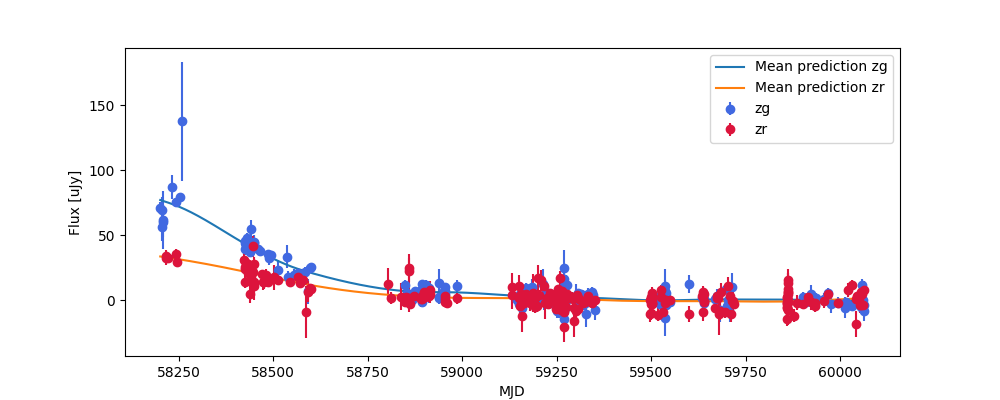 Mean prediction zg
Mean prediction zr
zg
zr
150
100
50
0
Flux [uJy]
58250 58500 58750 59000 59250 59500 59750 60000
MJD